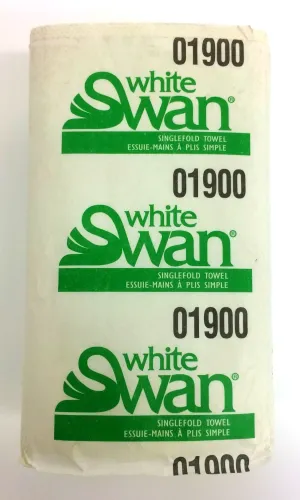 01900
white
Swan®
SINGLEFOLD TOWEL
ESSUIE-MAINS À PLIS SIMPLE
01900
white
Swan®
SINGLEFOLD TOWEL
ESSUIE-MAINS À PLIS SIMPLE
01900
white
Swan®
SINGLEFOLD TOWEL
ESSUIE-MAINS À PLIS SIMPLE
01900